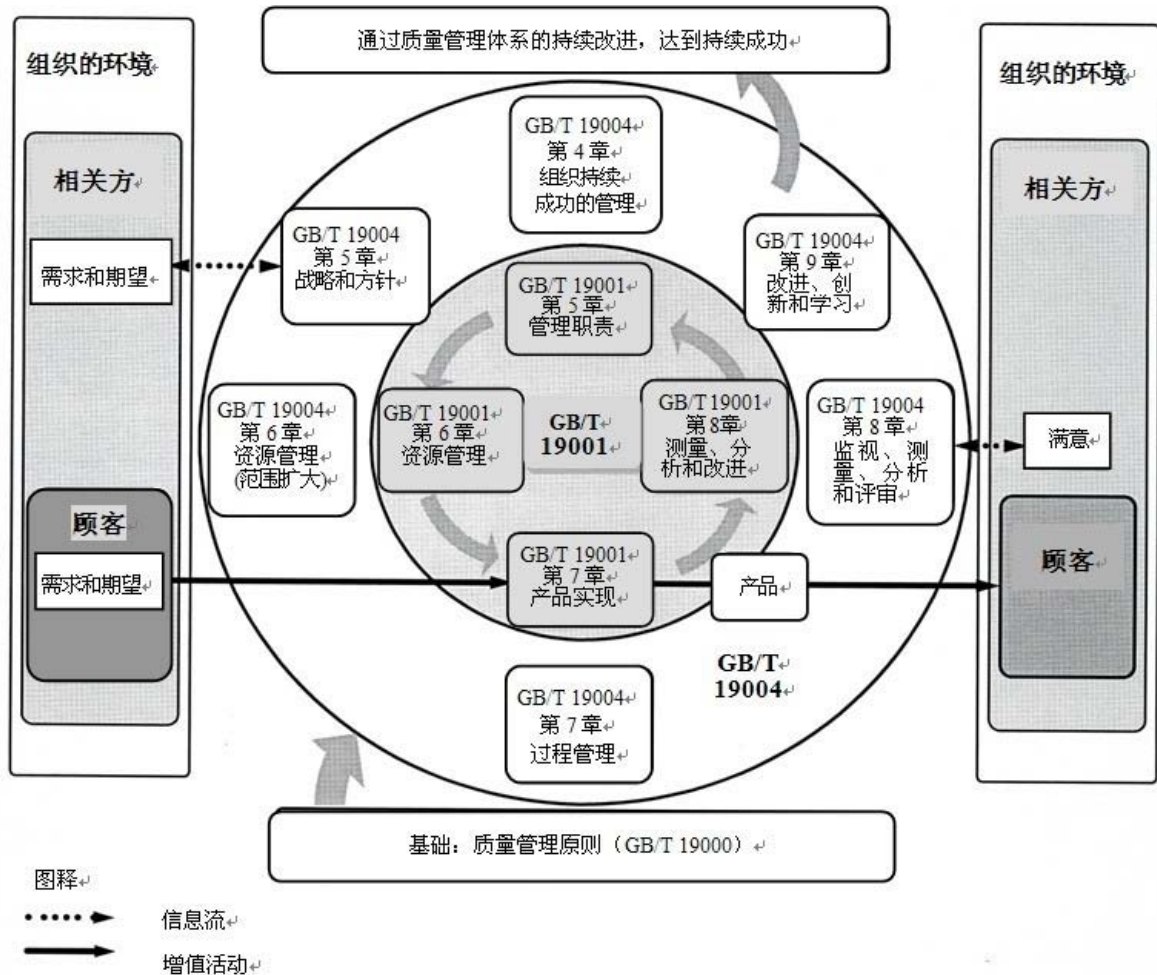 通过质量管理体系的持续改进，达到持续成功
组织的环境
相关方
需求和期望
顾客
需求和期望
GB/T 19004
第 4 章
组织持续
成功的管理
GB/T 19004
第 5 章
战略和方针
GB/T 19004
第 9 章
改进、创
新和学习
GB/T 19001
第 5 章
管理职责
GB/T 19004
第 6 章
资源管理
(范围扩大)
GB/T 19001
第 6 章
资源管理
GB/T
19001
GB/T 19001
第8章
测量、分
析和改进
GB/T 19004
第 8 章
监视、测
量、分析
和评审
GB/T 19001
第 7 章
产品实现
产品
GB/T
19004
GB/T 19004
第 7 章
过程管理
组织的环境
相关方
满意
顾客
基础：质量管理原则（GB/T 19000）
图释
信息流
增值活动